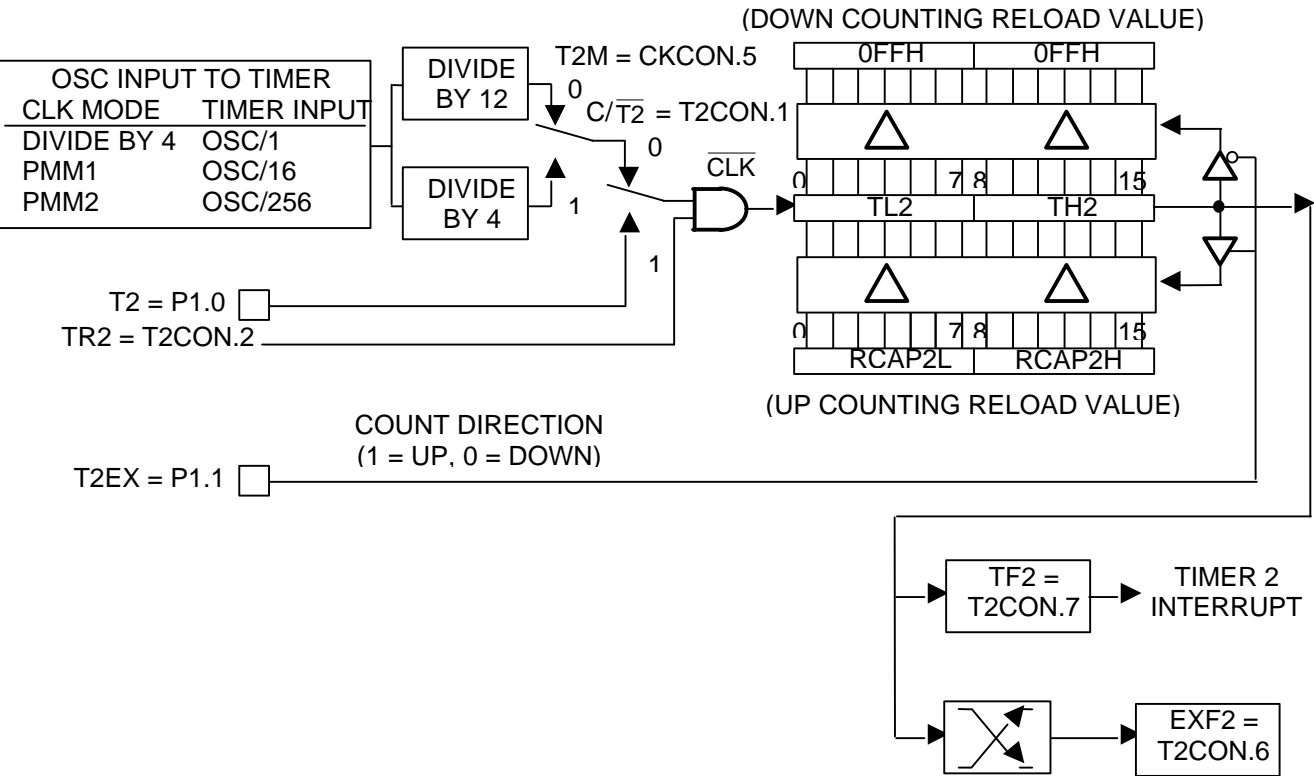 (DOWN COUNTING RELOAD VALUE)
0FFH 0FFH
T2M = CKCON.5
OSC INPUT TO TIMER
CLK MODE TIMER INPUT
DIVIDE BY 4 OSC/1
PMM1 OSC/16
PMM2 OSC/256
DIVIDE
BY 12
DIVIDE
BY 4
0
1
C/T2 = T2CON.1
0
1
CLK
0 7 8 15
TL2 TH2
0 7 8 15
RCAP2L RCAP2H
(UP COUNTING RELOAD VALUE)
T2 = P1.0
TR2 = T2CON.2
COUNT DIRECTION
(1 = UP, 0 = DOWN)
T2EX = P1.1
TF2 =
T2CON.7
TIMER 2
INTERRUPT
EXF2 =
T2CON.6